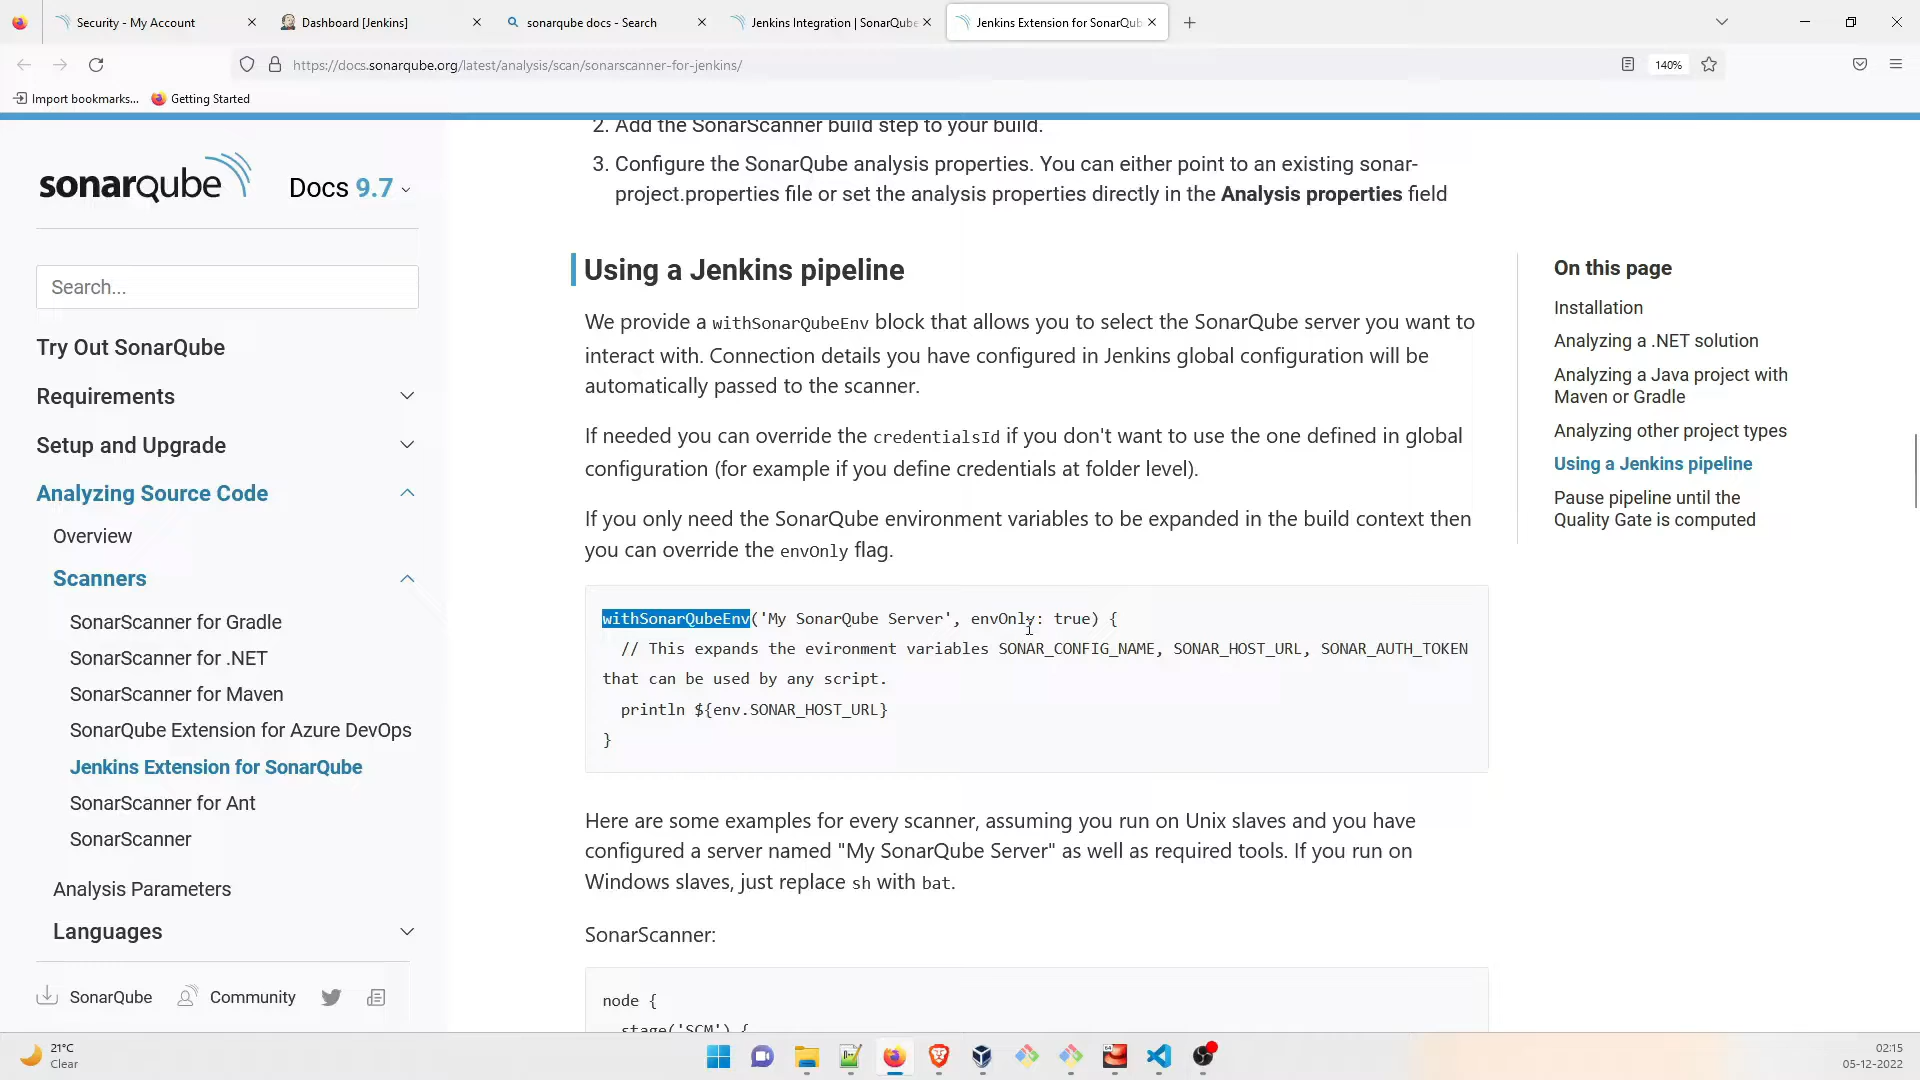 Security - My Account
Dashboard [Jenkins]
sonarqube docs - Search
Jenkins Integration | SonarQube
Jenkins Extension for SonarQub
https://docs.sonarqube.org/latest/analysis/scan/sonarscanner-for-jenkins/
140%
Import bookmarks...
Getting Started
sonarqube
Docs 9.7
Search...
Try Out SonarQube
Requirements
Setup and Upgrade
Analyzing Source Code
Overview
Scanners
SonarScanner for Gradle
SonarScanner for .NET
SonarScanner for Maven
SonarQube Extension for Azure DevOps
Jenkins Extension for SonarQube
SonarScanner for Ant
SonarScanner
Analysis Parameters
Languages
SonarQube
Community
2. Add the SonarScanner build step to your build.
3. Configure the SonarQube analysis properties. You can either point to an existing sonar-
project.properties file or set the analysis properties directly in the Analysis properties field
Using a Jenkins pipeline
We provide a withSonarQubeEnv block that allows you to select the SonarQube server you want to
interact with. Connection details you have configured in Jenkins global configuration will be
automatically passed to the scanner.
If needed you can override the credentialsId if you don't want to use the one defined in global
configuration (for example if you define credentials at folder level).
If you only need the SonarQube environment variables to be expanded in the build context then
you can override the envOnly flag.
withSonarQubeEnv('My SonarQube Server', envOnly: true) {
// This expands the evironment variables SONAR_CONFIG_NAME, SONAR_HOST_URL, SONAR_AUTH_TOKEN
that can be used by any script.
println ${env.SONAR_HOST_URL}
}
Here are some examples for every scanner, assuming you run on Unix slaves and you have
configured a server named "My SonarQube Server" as well as required tools. If you run on
Windows slaves, just replace sh with bat.
SonarScanner:
node {
stage('SCM') {
On this page
Installation
Analyzing a .NET solution
Analyzing a Java project with
Maven or Gradle
Analyzing other project types
Using a Jenkins pipeline
Pause pipeline until the
Quality Gate is computed
21°C
Clear
02:15
05-12-2022